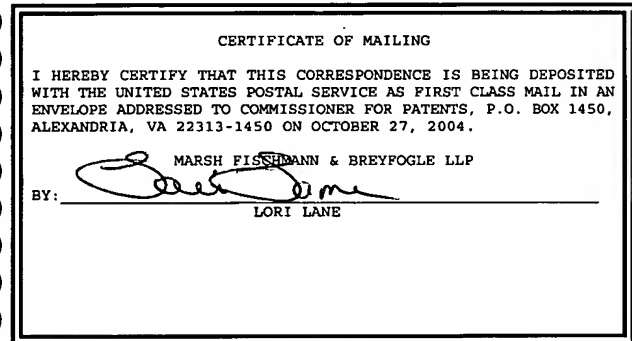 CERTIFICATE OF MAILING
I HEREBY CERTIFY THAT THIS CORRESPONDENCE IS BEING DEPOSITED
WITH THE UNITED STATES POSTAL SERVICE AS FIRST CLASS MAIL IN AN
ENVELOPE ADDRESSED TO COMMISSIONER FOR PATENTS, P.O. BOX 1450,
ALEXANDRIA, VA 22313-1450 ON OCTOBER 27, 2004.
MARSH FISCHMANN & BREYFOGLE LLP
BY: Lori Lane
LORI LANE